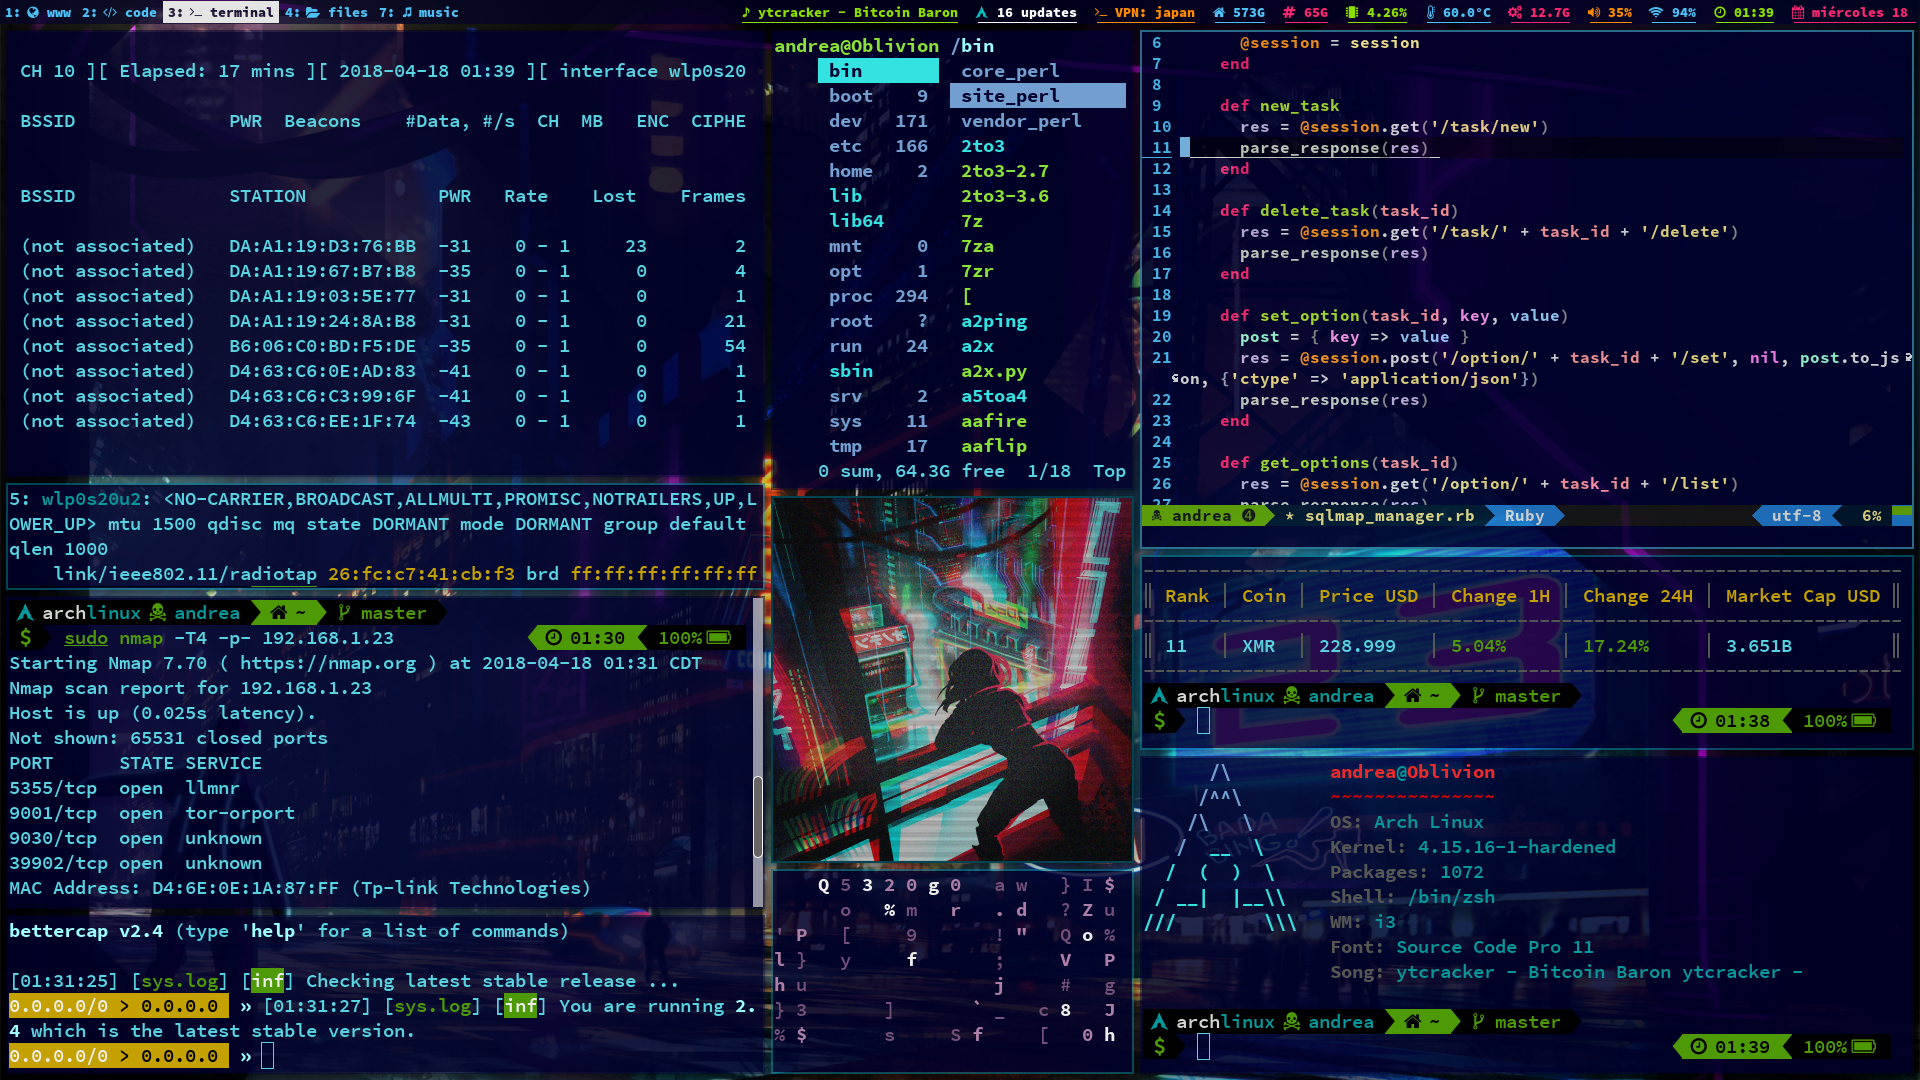 1: www 2: </> code 3: >_ terminal 4: files 7: ♫ music
♪ ytcracker - Bitcoin Baron 16 updates >_ VPN: japan 573G # 65G 4.26% 60.0°C 12.7G 35% 94% 01:39 miércoles 18
CH 10 ][ Elapsed: 17 mins ][ 2018-04-18 01:39 ][ interface wlp0s20
BSSID PWR Beacons #Data, #/s CH MB ENC CIPHE
BSSID STATION PWR Rate Lost Frames
(not associated) DA:A1:19:D3:76:BB -31 0 - 1 23 2
(not associated) DA:A1:19:67:B7:B8 -35 0 - 1 0 4
(not associated) DA:A1:19:03:5E:77 -31 0 - 1 0 1
(not associated) DA:A1:19:24:8A:B8 -31 0 - 1 0 21
(not associated) B6:06:C0:BD:F5:DE -35 0 - 1 0 54
(not associated) D4:63:C6:0E:AD:83 -41 0 - 1 0 1
(not associated) D4:63:C6:C3:99:6F -41 0 - 1 0 1
(not associated) D4:63:C6:EE:1F:74 -43 0 - 1 0 1
5: wlp0s20u2: <NO-CARRIER,BROADCAST,ALLMULTI,PROMISC,NOTRAILERS,UP,L
OWER_UP> mtu 1500 qdisc mq state DORMANT mode DORMANT group default
qlen 1000
link/ieee802.11/radiotap 26:fc:c7:41:cb:f3 brd ff:ff:ff:ff:ff:ff
archlinux andrea ~ master
$ sudo nmap -T4 -p- 192.168.1.23 01:30 100%
Starting Nmap 7.70 ( https://nmap.org ) at 2018-04-18 01:31 CDT
Nmap scan report for 192.168.1.23
Host is up (0.025s latency).
Not shown: 65531 closed ports
PORT STATE SERVICE
5355/tcp open llmnr
9001/tcp open tor-orport
9030/tcp open unknown
39902/tcp open unknown
MAC Address: D4:6E:0E:1A:87:FF (Tp-link Technologies)
bettercap v2.4 (type 'help' for a list of commands)
[01:31:25] [sys.log] [inf] Checking latest stable release ...
0.0.0.0/0 > 0.0.0.0 » [01:31:27] [sys.log] [inf] You are running 2.
4 which is the latest stable version.
0.0.0.0/0 > 0.0.0.0 »
andrea@Oblivion /bin
bin core_perl
boot 9 site_perl
dev 171 vendor_perl
etc 166 2to3
home 2 2to3-2.7
lib 2to3-3.6
lib64 7z
mnt 0 7za
opt 1 7zr
proc 294 [
root ? a2ping
run 24 a2x
sbin a2x.py
srv 2 a5toa4
sys 11 aafire
tmp 17 aaflip
0 sum, 64.3G free 1/18 Top
Q 5 3 2 0 g 0 a w } I $
o % m r . d ? Z u
' P [ 9 ! " Q o %
l } y f ; V P
h u j # g
} 3 ] ` _ c 8 J
% $ s S f [ 0 h
6 @session = session
7 end
8
9 def new_task
10 res = @session.get('/task/new')
11 parse_response(res)
12 end
13
14 def delete_task(task_id)
15 res = @session.get('/task/' + task_id + '/delete')
16 parse_response(res)
17 end
18
19 def set_option(task_id, key, value)
20 post = { key => value }
21 res = @session.post('/option/' + task_id + '/set', nil, post.to_js
on, {'ctype' => 'application/json'})
22 parse_response(res)
23 end
24
25 def get_options(task_id)
26 res = @session.get('/option/' + task_id + '/list')
27 parse_response(res)
andrea 4 * sqlmap_manager.rb Ruby utf-8 6%
Rank Coin Price USD Change 1H Change 24H Market Cap USD
11 XMR 228.999 5.04% 17.24% 3.651B
archlinux andrea ~ master
$ 01:38 100%
andrea@Oblivion
~~~~~~~~~~~~~~~
OS: Arch Linux
Kernel: 4.15.16-1-hardened
Packages: 1072
Shell: /bin/zsh
WM: i3
Font: Source Code Pro 11
Song: ytcracker - Bitcoin Baron ytcracker -
archlinux andrea ~ master
$ 01:39 100%